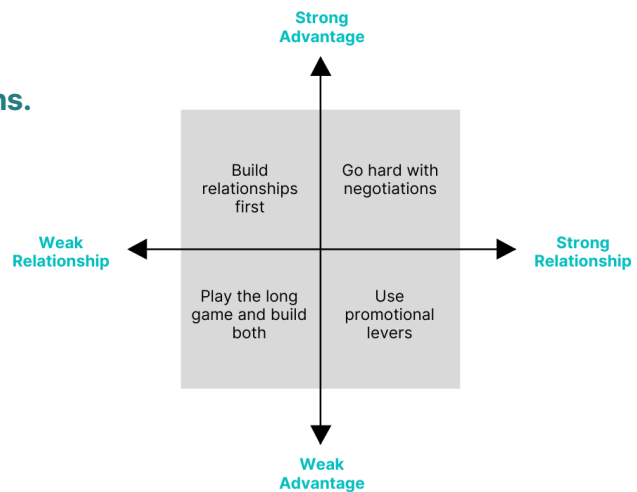 Strong
Advantage
ns.
Build
relationships
first
Go hard with
negotiations
Weak
Relationship
Strong
Relationship
Play the long
game and build
both
Use
promotional
levers
Weak
Advantage